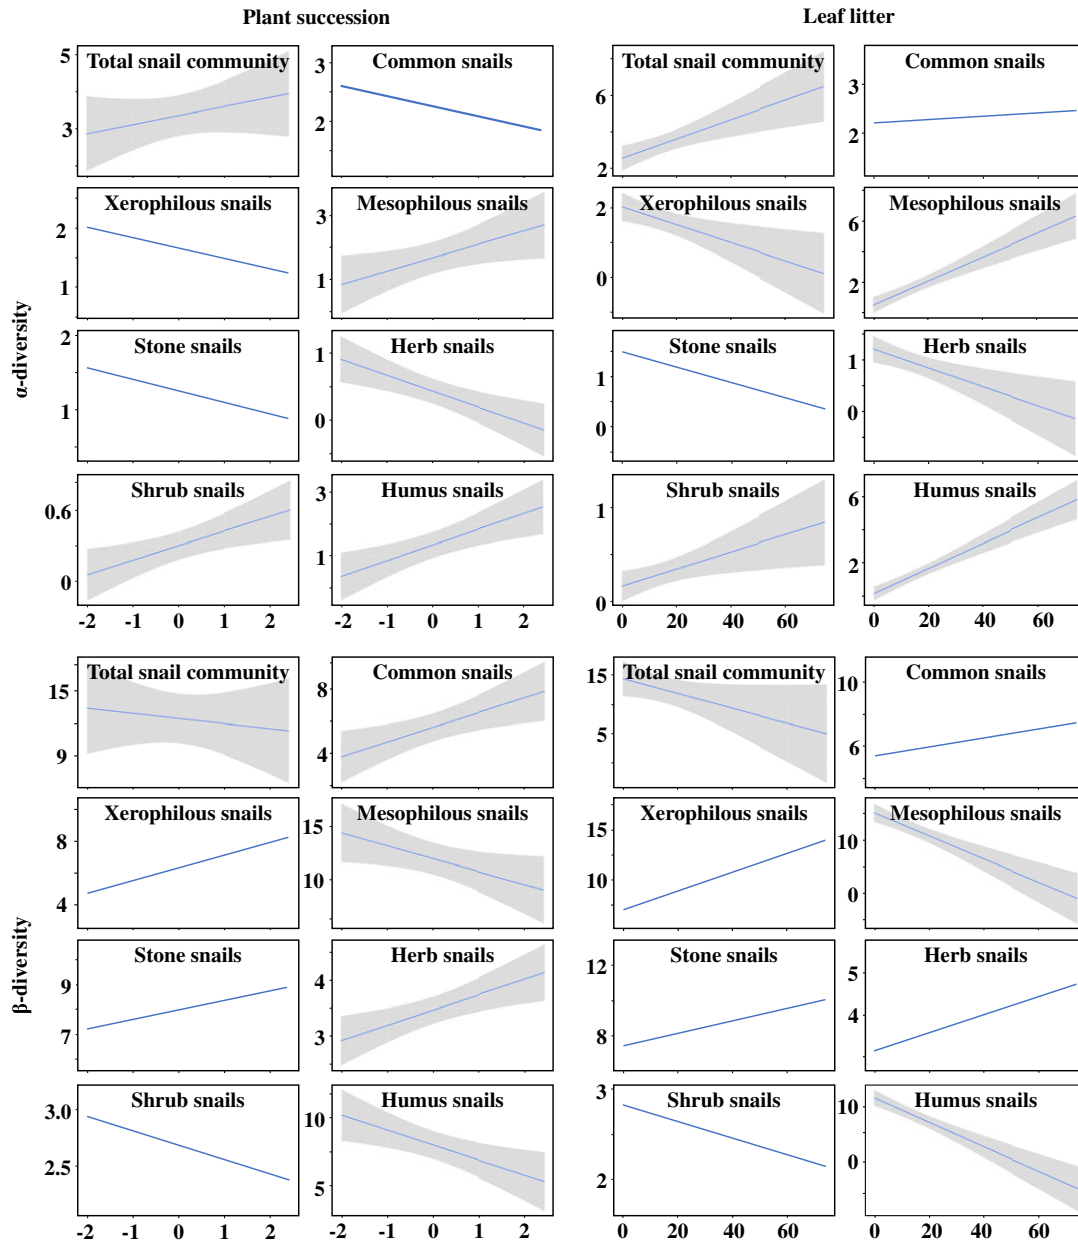 Plant succession Leaf litter
Total snail community Common snails Total snail community Common snails
5 3 6 3
3 2 2 2
Xerophilous snails Mesophilous snails Xerophilous snails Mesophilous snails
2 3 2 6
1 1 0 2
α-diversity
Stone snails Herb snails Stone snails Herb snails
2 1 1 1
1 0 0 0
Shrub snails Humus snails Shrub snails Humus snails
0.6 3 1 6
0 1 0 2
-2 -1 0 1 2 -2 -1 0 1 2 0 20 40 60 0 20 40 60
Total snail community Common snails Total snail community Common snails
15 8 15 10
9 4 5 6
Xerophilous snails Mesophilous snails Xerophilous snails Mesophilous snails
8 15 15 10
4 10 10 0
β-diversity
Stone snails Herb snails Stone snails Herb snails
9 4 12 5
7 3 8 4
Shrub snails Humus snails Shrub snails Humus snails
3.0 10 3 10
2.5 5 2 0
-2 -1 0 1 2 -2 -1 0 1 2 0 20 40 60 0 20 40 60